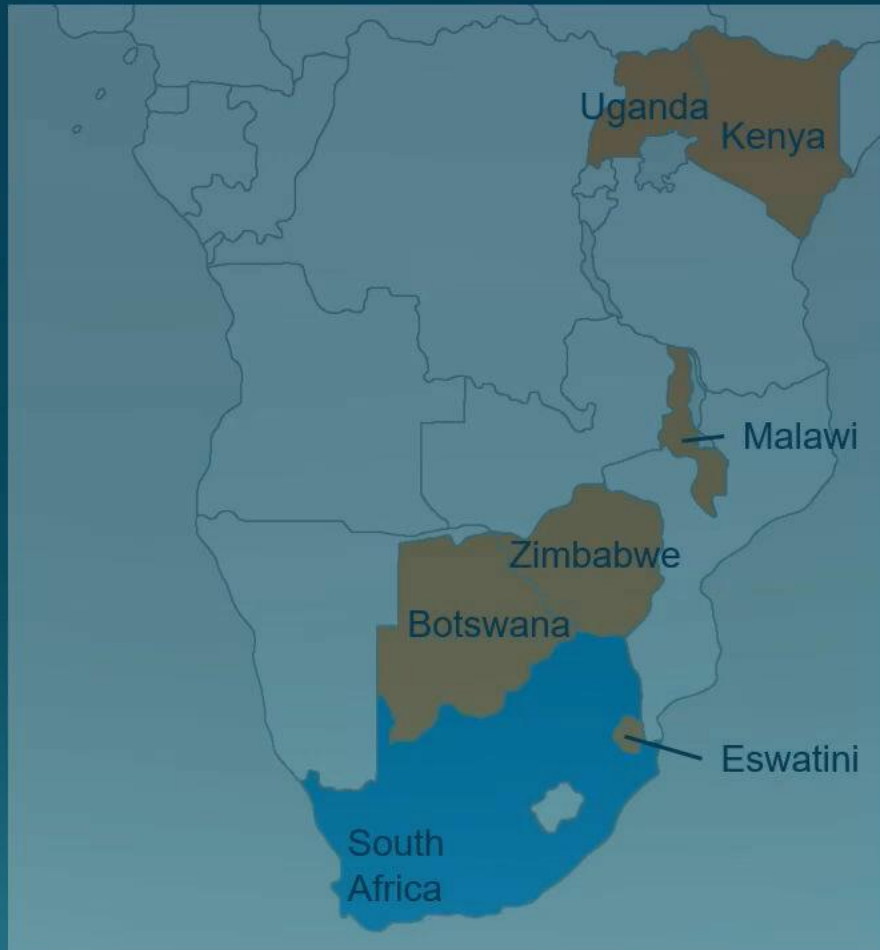 Uganda
Kenya
Malawi
Zimbabwe
Botswana
Eswatini
South
Africa